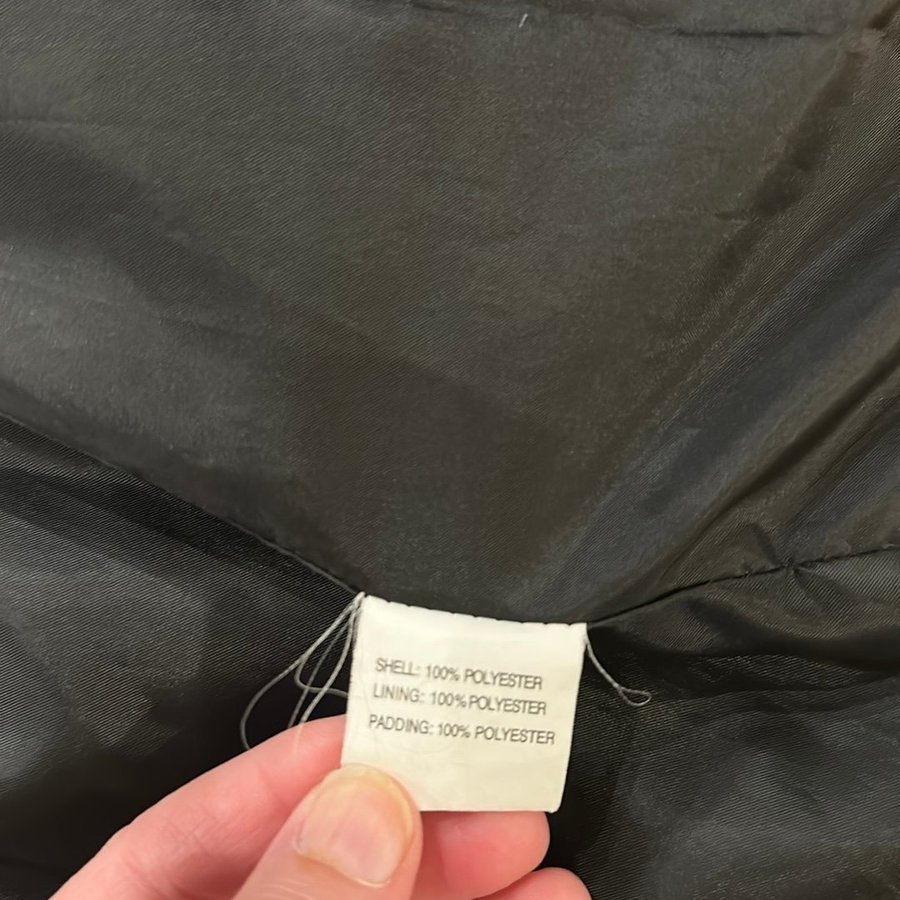 SHELL: 100% POLYESTER
LINING: 100% POLYESTER
PADDING: 100% POLYESTER